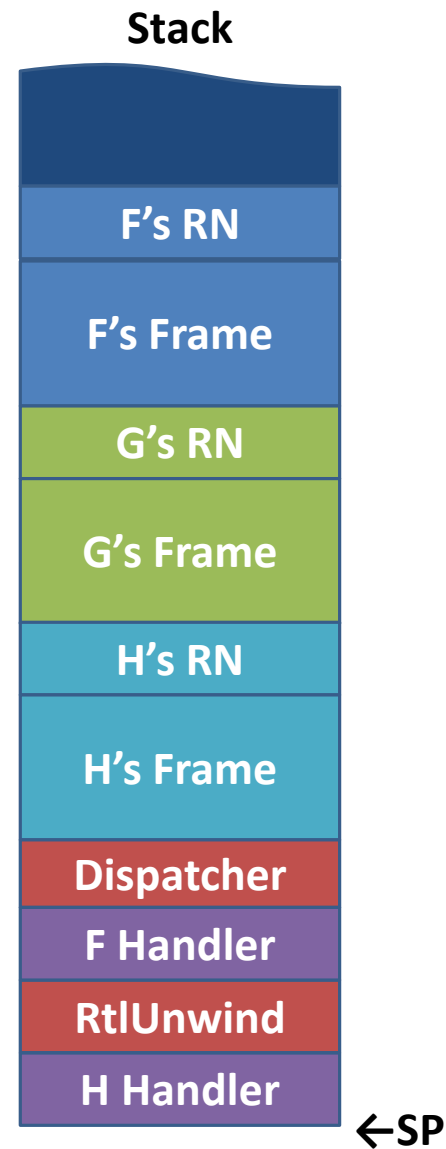 Stack
F’s RN
F’s Frame
G’s RN
G’s Frame
H’s RN
H’s Frame
Dispatcher
F Handler
RtlUnwind
H Handler
←SP